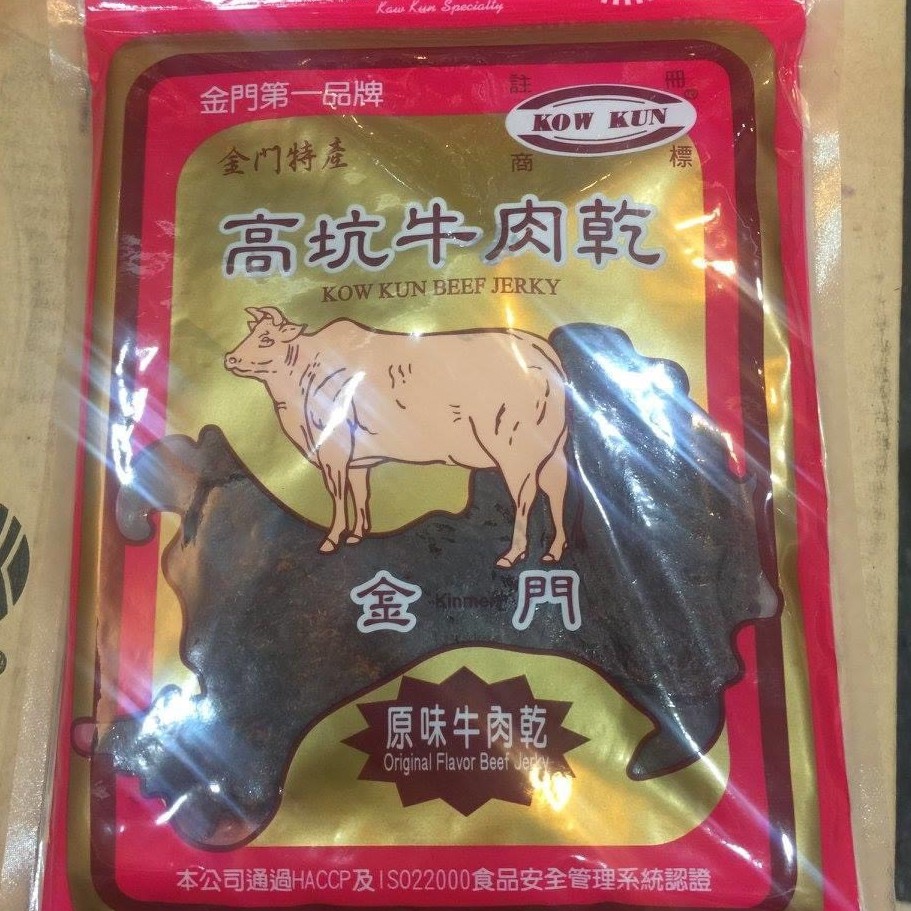 Kaw Kun Specialty
金門第一品牌
註冊
KOW KUN
商標
金門特產
高坑牛肉乾
KOW KUN BEEF JERKY
金 Kinmen 門
原味牛肉乾
Original Flavor Beef Jerky
本公司通過HACCP及ISO22000食品安全管理系統認證